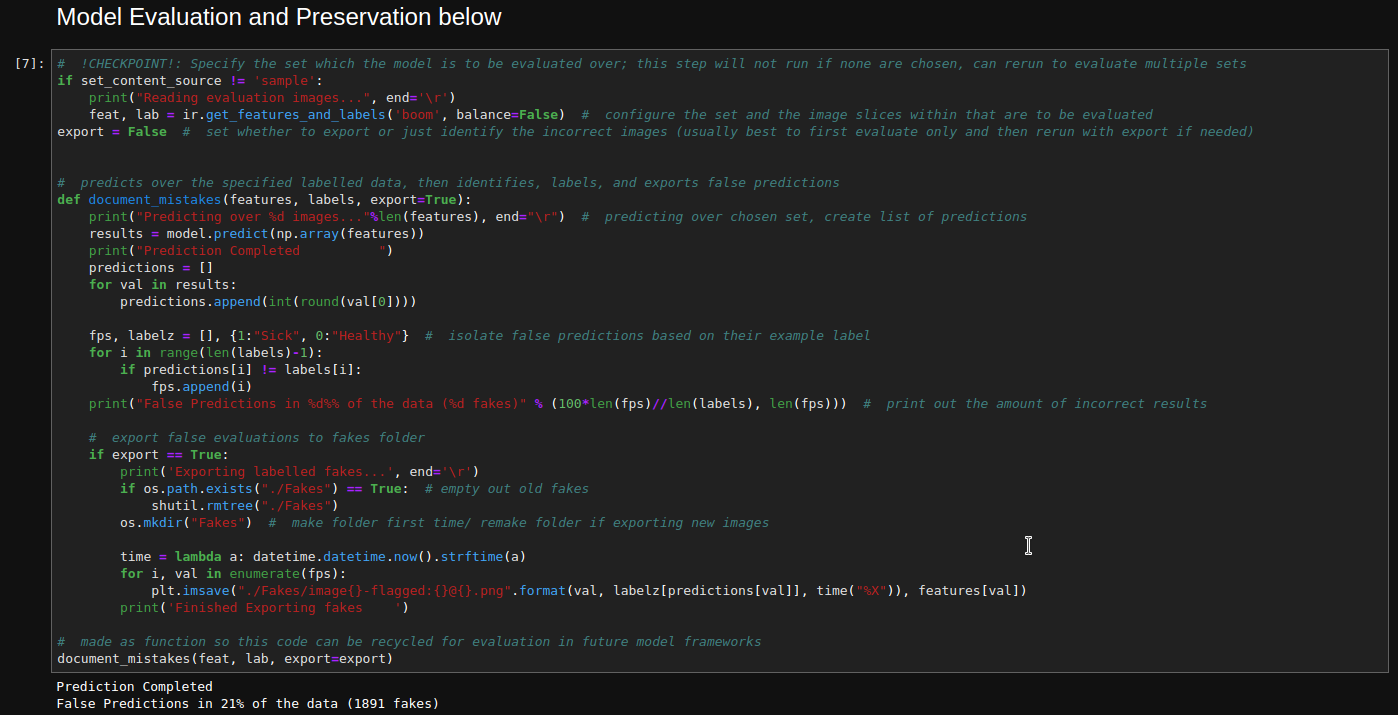 Model Evaluation and Preservation below
[7]: #  !CHECKPOINT!: Specify the set which the model is to be evaluated over; this step will not run if none are chosen, can rerun to evaluate multiple sets
if set_content_source != 'sample':
    print("Reading evaluation images...", end='\r')
    feat, lab = ir.get_features_and_labels('boom', balance=False)  #  configure the set and the image slices within that are to be evaluated
export = False  #  set whether to export or just identify the incorrect images (usually best to first evaluate only and then rerun with export if needed)
#  predicts over the specified labelled data, then identifies, labels, and exports false predictions
def document_mistakes(features, labels, export=True):
    print("Predicting over %d images..."%len(features), end="\r")  #  predicting over chosen set, create list of predictions
    results = model.predict(np.array(features))
    print("Prediction Completed          ")
    predictions = []
    for val in results:
        predictions.append(int(round(val[0])))
    fps, labelz = [], {1:"Sick", 0:"Healthy"}  #  isolate false predictions based on their example label
    for i in range(len(labels)-1):
        if predictions[i] != labels[i]:
            fps.append(i)
    print("False Predictions in %d%% of the data (%d fakes)" % (100*len(fps)//len(labels), len(fps)))  #  print out the amount of incorrect results
    #  export false evaluations to fakes folder
    if export == True:
        print('Exporting labelled fakes...', end='\r')
        if os.path.exists("./Fakes") == True:  # empty out old fakes
            shutil.rmtree("./Fakes")
        os.mkdir("Fakes")  #  make folder first time/ remake folder if exporting new images
        time = lambda a: datetime.datetime.now().strftime(a)
        for i, val in enumerate(fps):
            plt.imsave("./Fakes/image{}-flagged:{}@{}.png".format(val, labelz[predictions[val]], time("%X")), features[val])
        print('Finished Exporting fakes    ')
#  made as function so this code can be recycled for evaluation in future model frameworks
document_mistakes(feat, lab, export=export)
Prediction Completed
False Predictions in 21% of the data (1891 fakes)